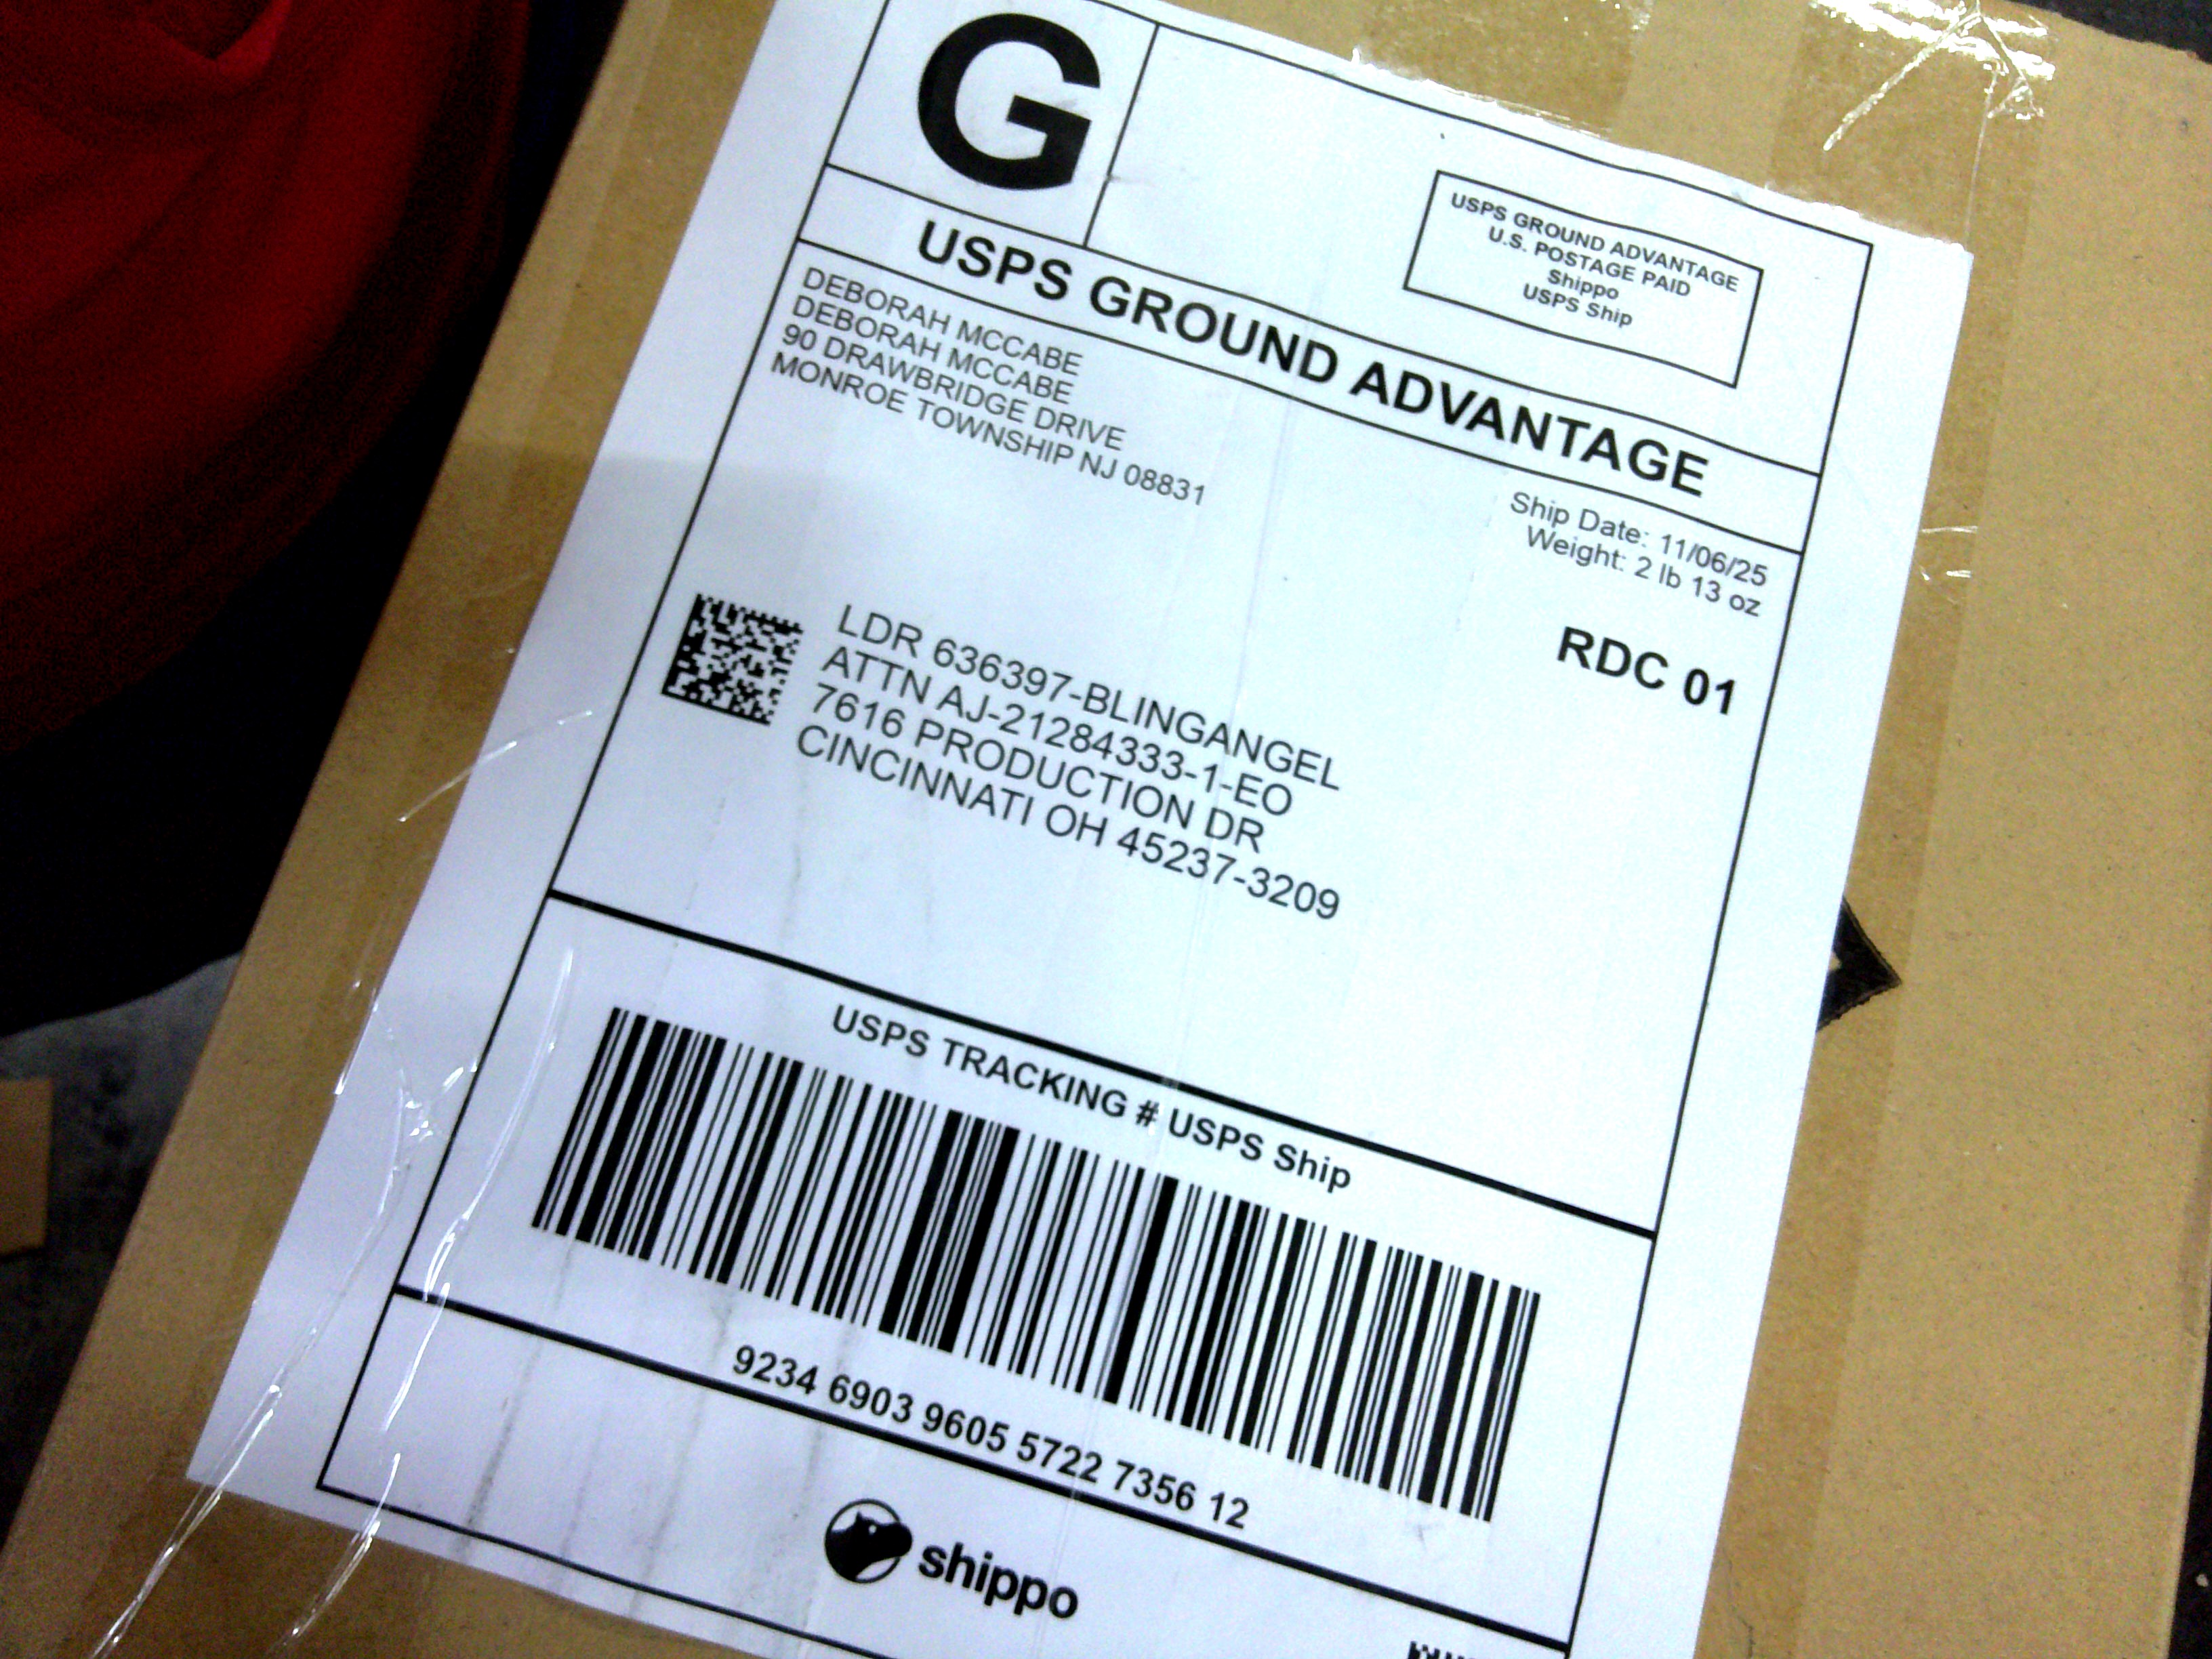 G
USPS GROUND ADVANTAGE
U.S. POSTAGE PAID
Shippo
USPS Ship
USPS GROUND ADVANTAGE
DEBORAH MCCABE
DEBORAH MCCABE
90 DRAWBRIDGE DRIVE
MONROE TOWNSHIP NJ 08831
Ship Date: 11/06/25
Weight: 2 lb 13 oz
RDC 01
LDR 636397-BLINGANGEL
ATTN AJ-21284333-1-EO
7616 PRODUCTION DR
CINCINNATI OH 45237-3209
USPS TRACKING # USPS Ship
9234 6903 9605 5722 7356 12
shippo